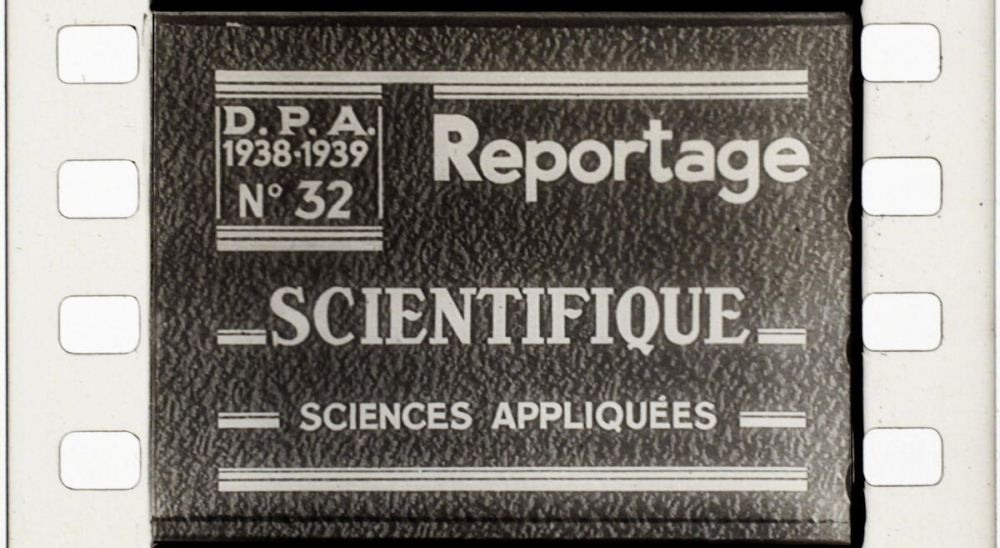 D. P. A.
1938-1939
N° 32
Reportage
SCIENTIFIQUE
SCIENCES APPLIQUÉES